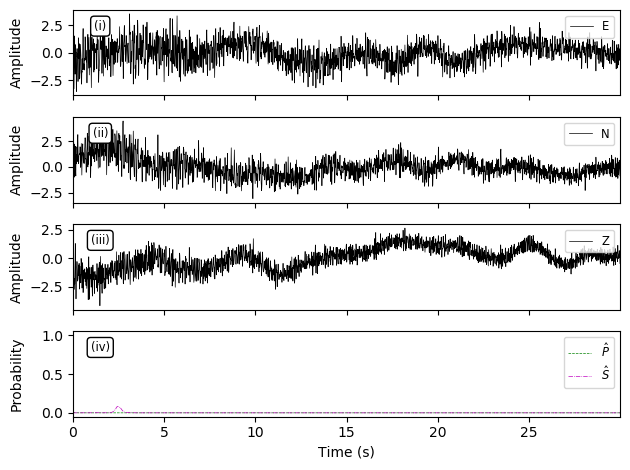 2.5
0.0
−2.5
Amplitude
(i)
E
2.5
0.0
−2.5
Amplitude
(ii)
N
2.5
0.0
−2.5
Amplitude
(iii)
Z
1.0
0.5
0.0
Probability
(iv)
P̂
Ŝ
0 5 10 15 20 25
Time (s)